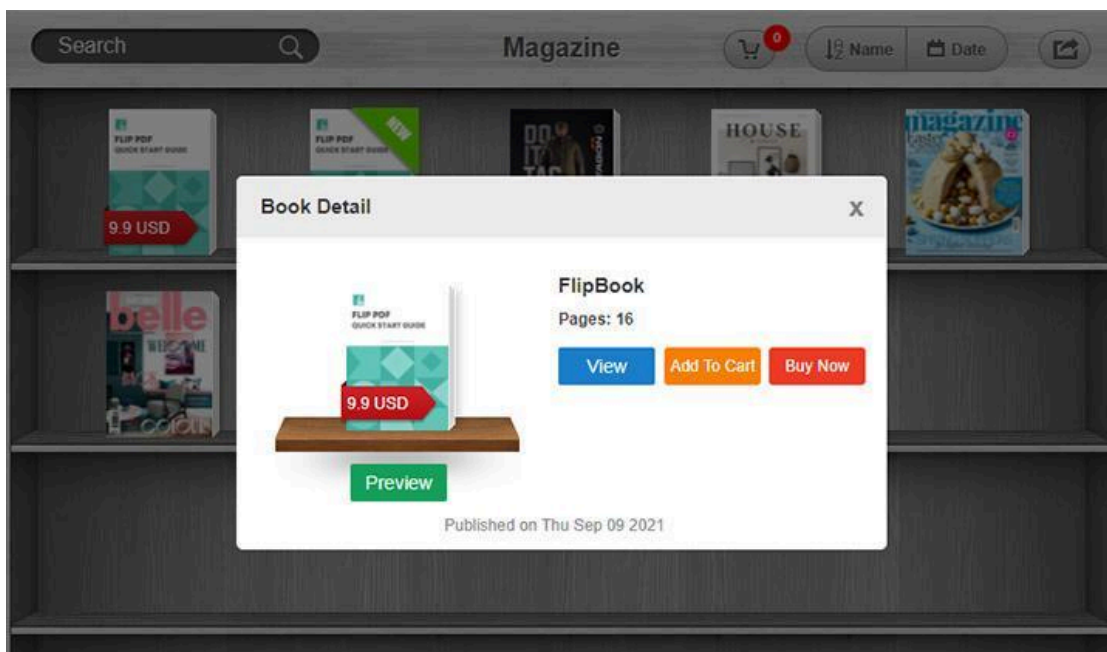 Search
Magazine
0
Name
Date
FLIP PDF
QUICK START GUIDE
9.9 USD
FLIP PDF
QUICK START GUIDE
NEW
DO
IT
HOUSE
magazine
belle
Book Detail
X
FLIP PDF
QUICK START GUIDE
9.9 USD
Preview
FlipBook
Pages: 16
View
Add To Cart
Buy Now
Published on Thu Sep 09 2021